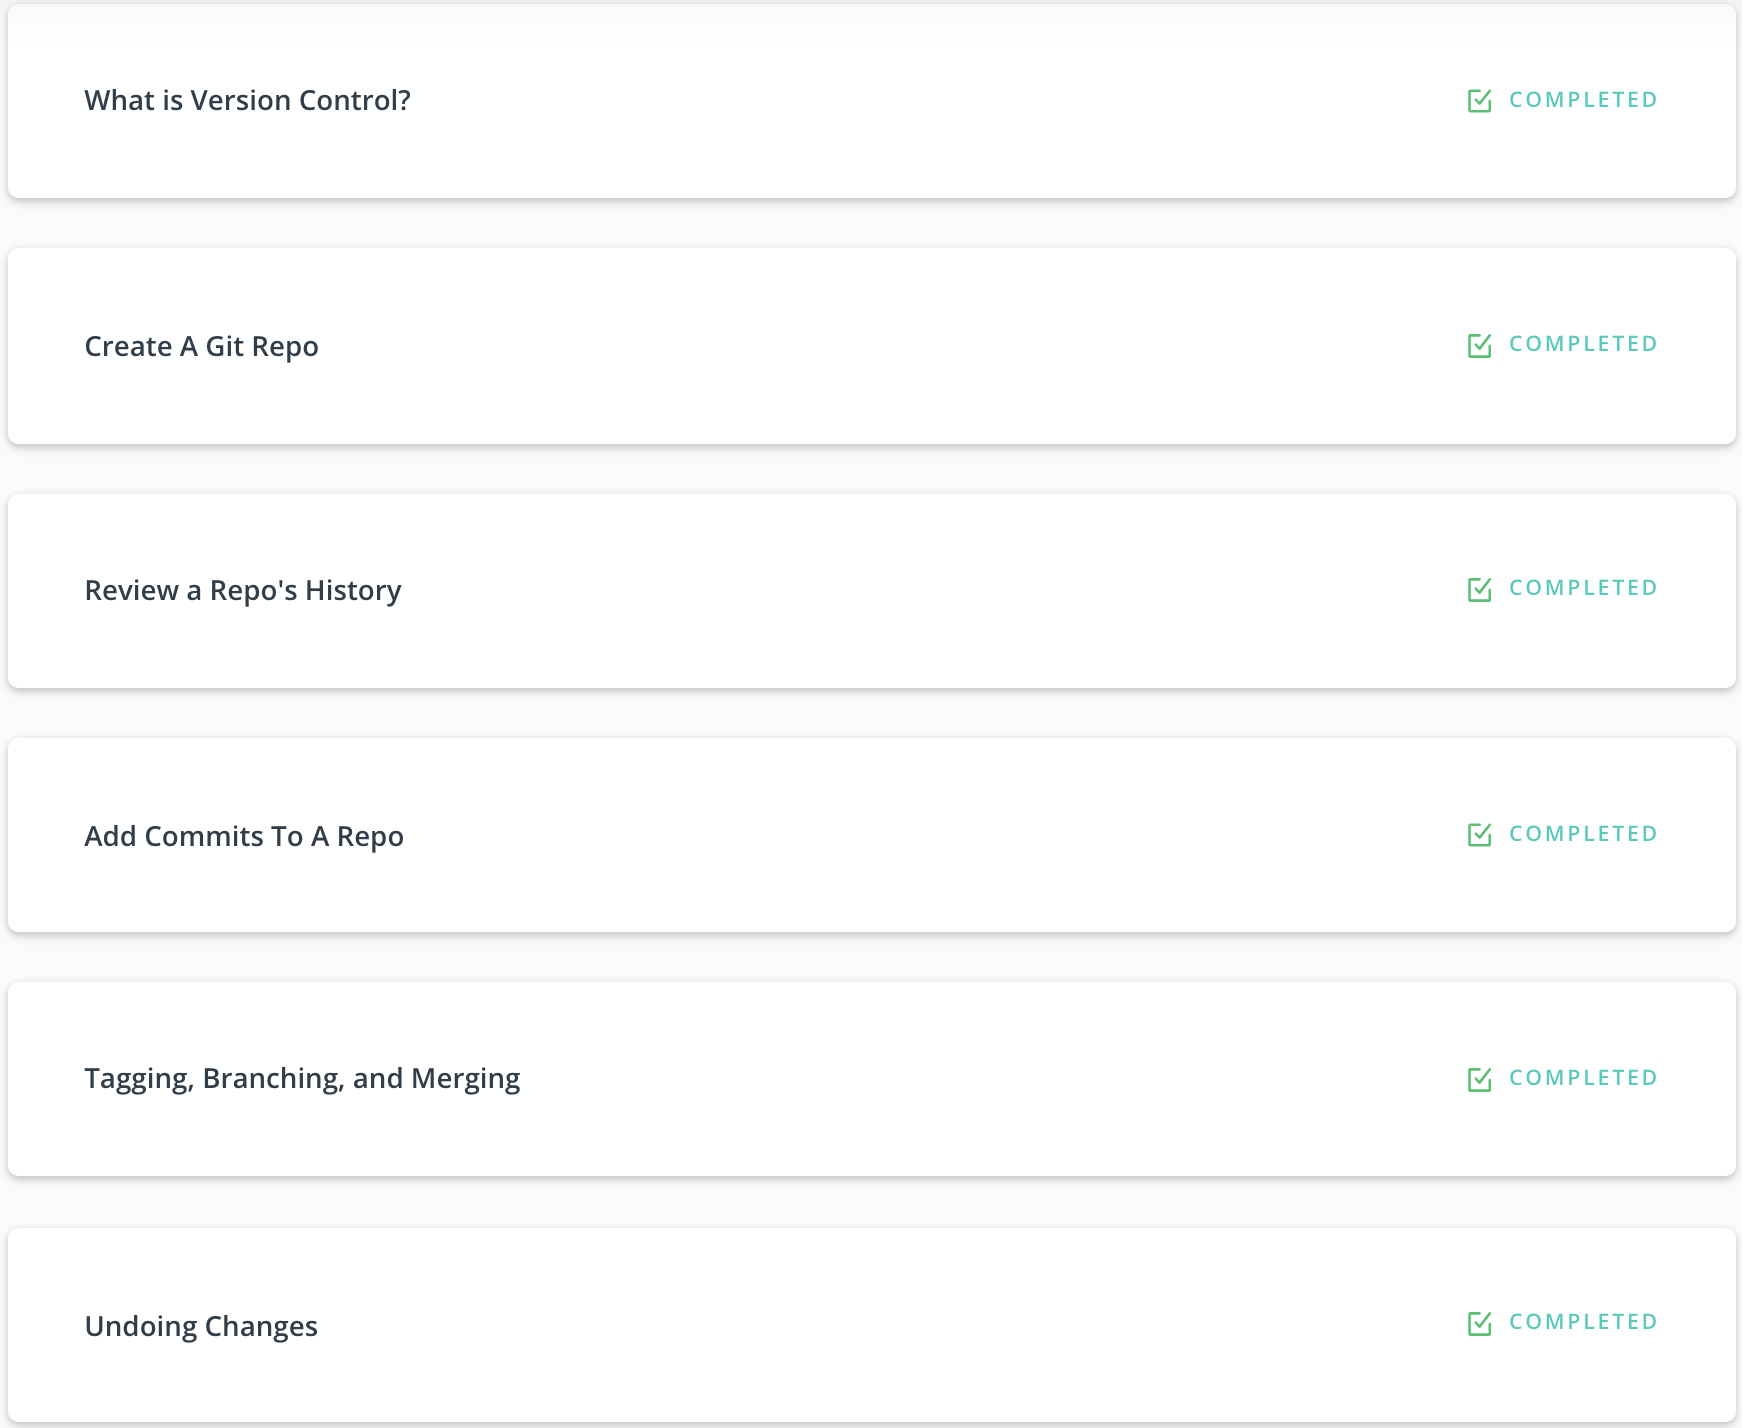 What is Version Control?
COMPLETED
Create A Git Repo
COMPLETED
Review a Repo's History
COMPLETED
Add Commits To A Repo
COMPLETED
Tagging, Branching, and Merging
COMPLETED
Undoing Changes
COMPLETED